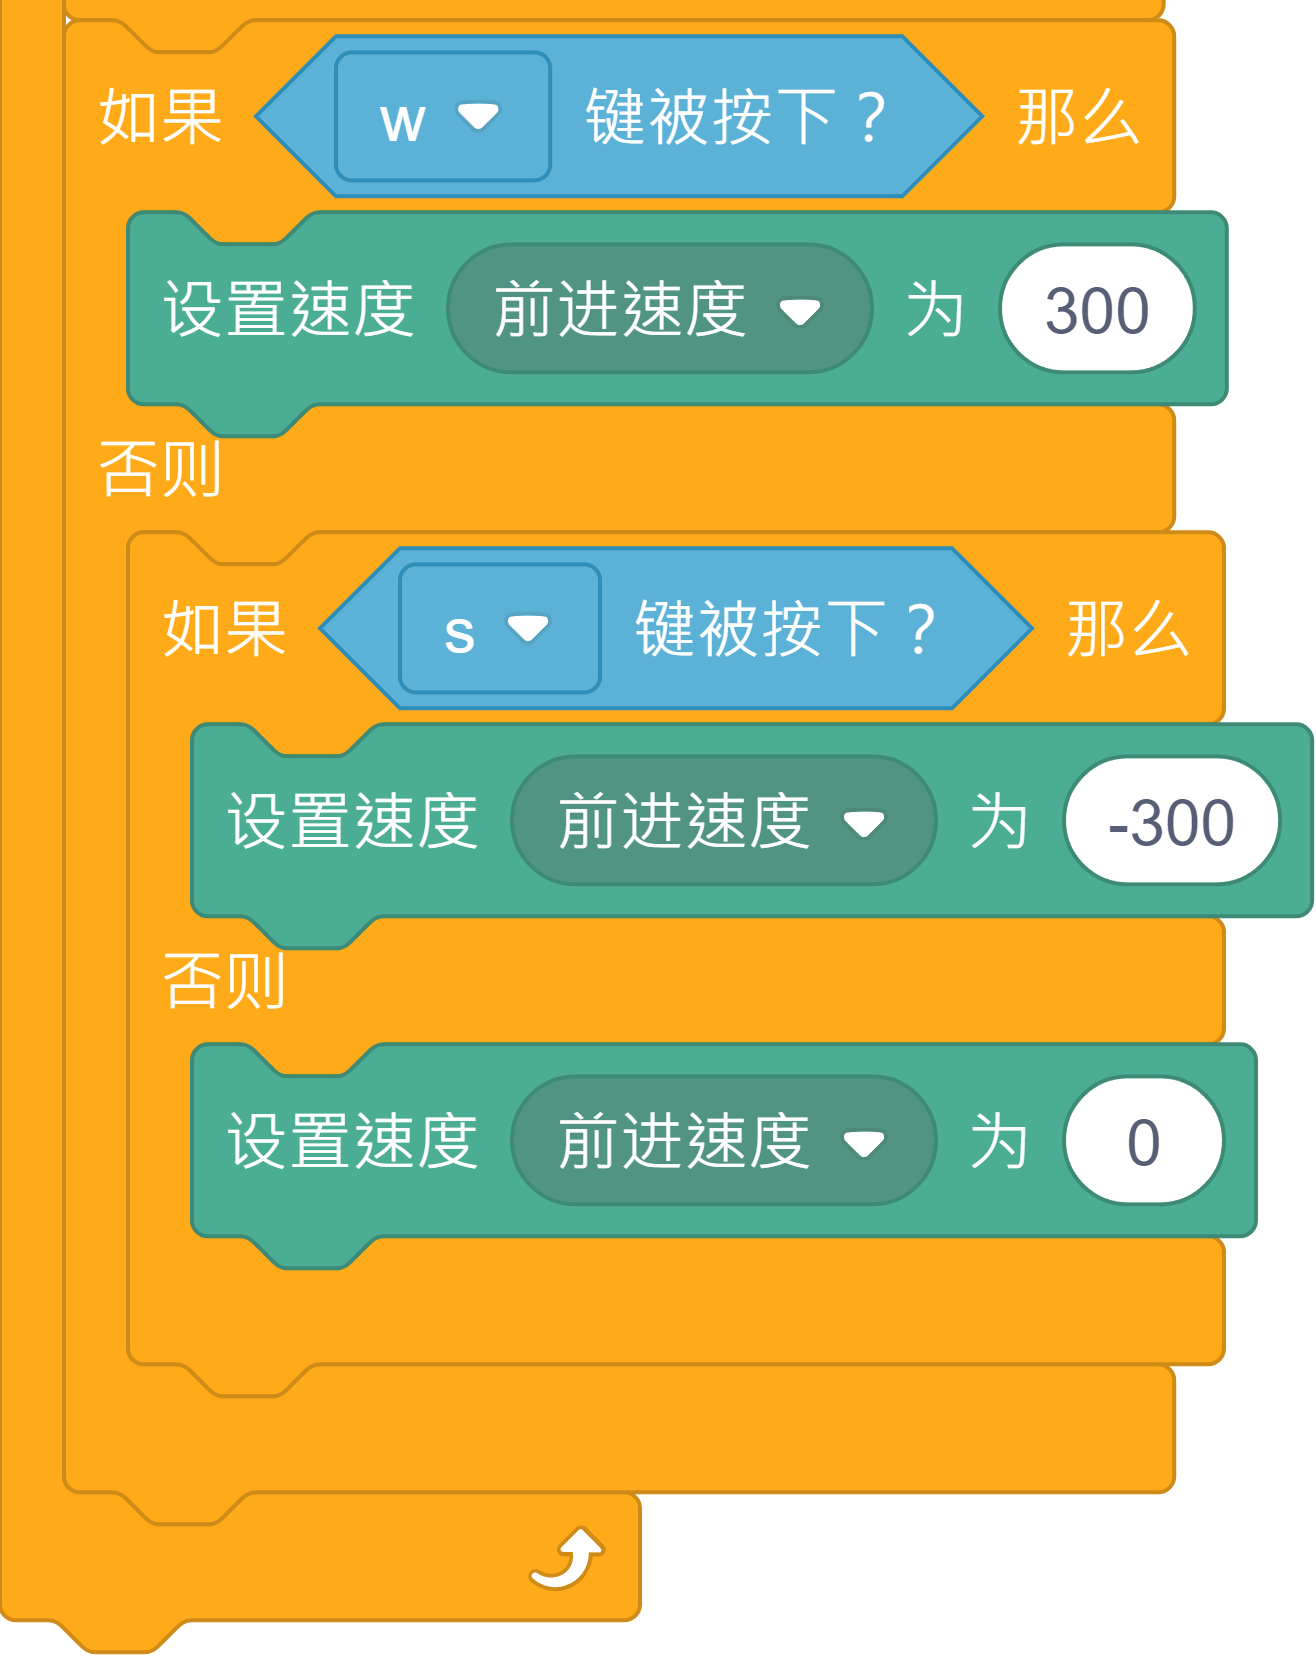 如果 w 键被按下？ 那么
设置速度 前进速度 为 300
否则
如果 s 键被按下？ 那么
设置速度 前进速度 为 -300
否则
设置速度 前进速度 为 0